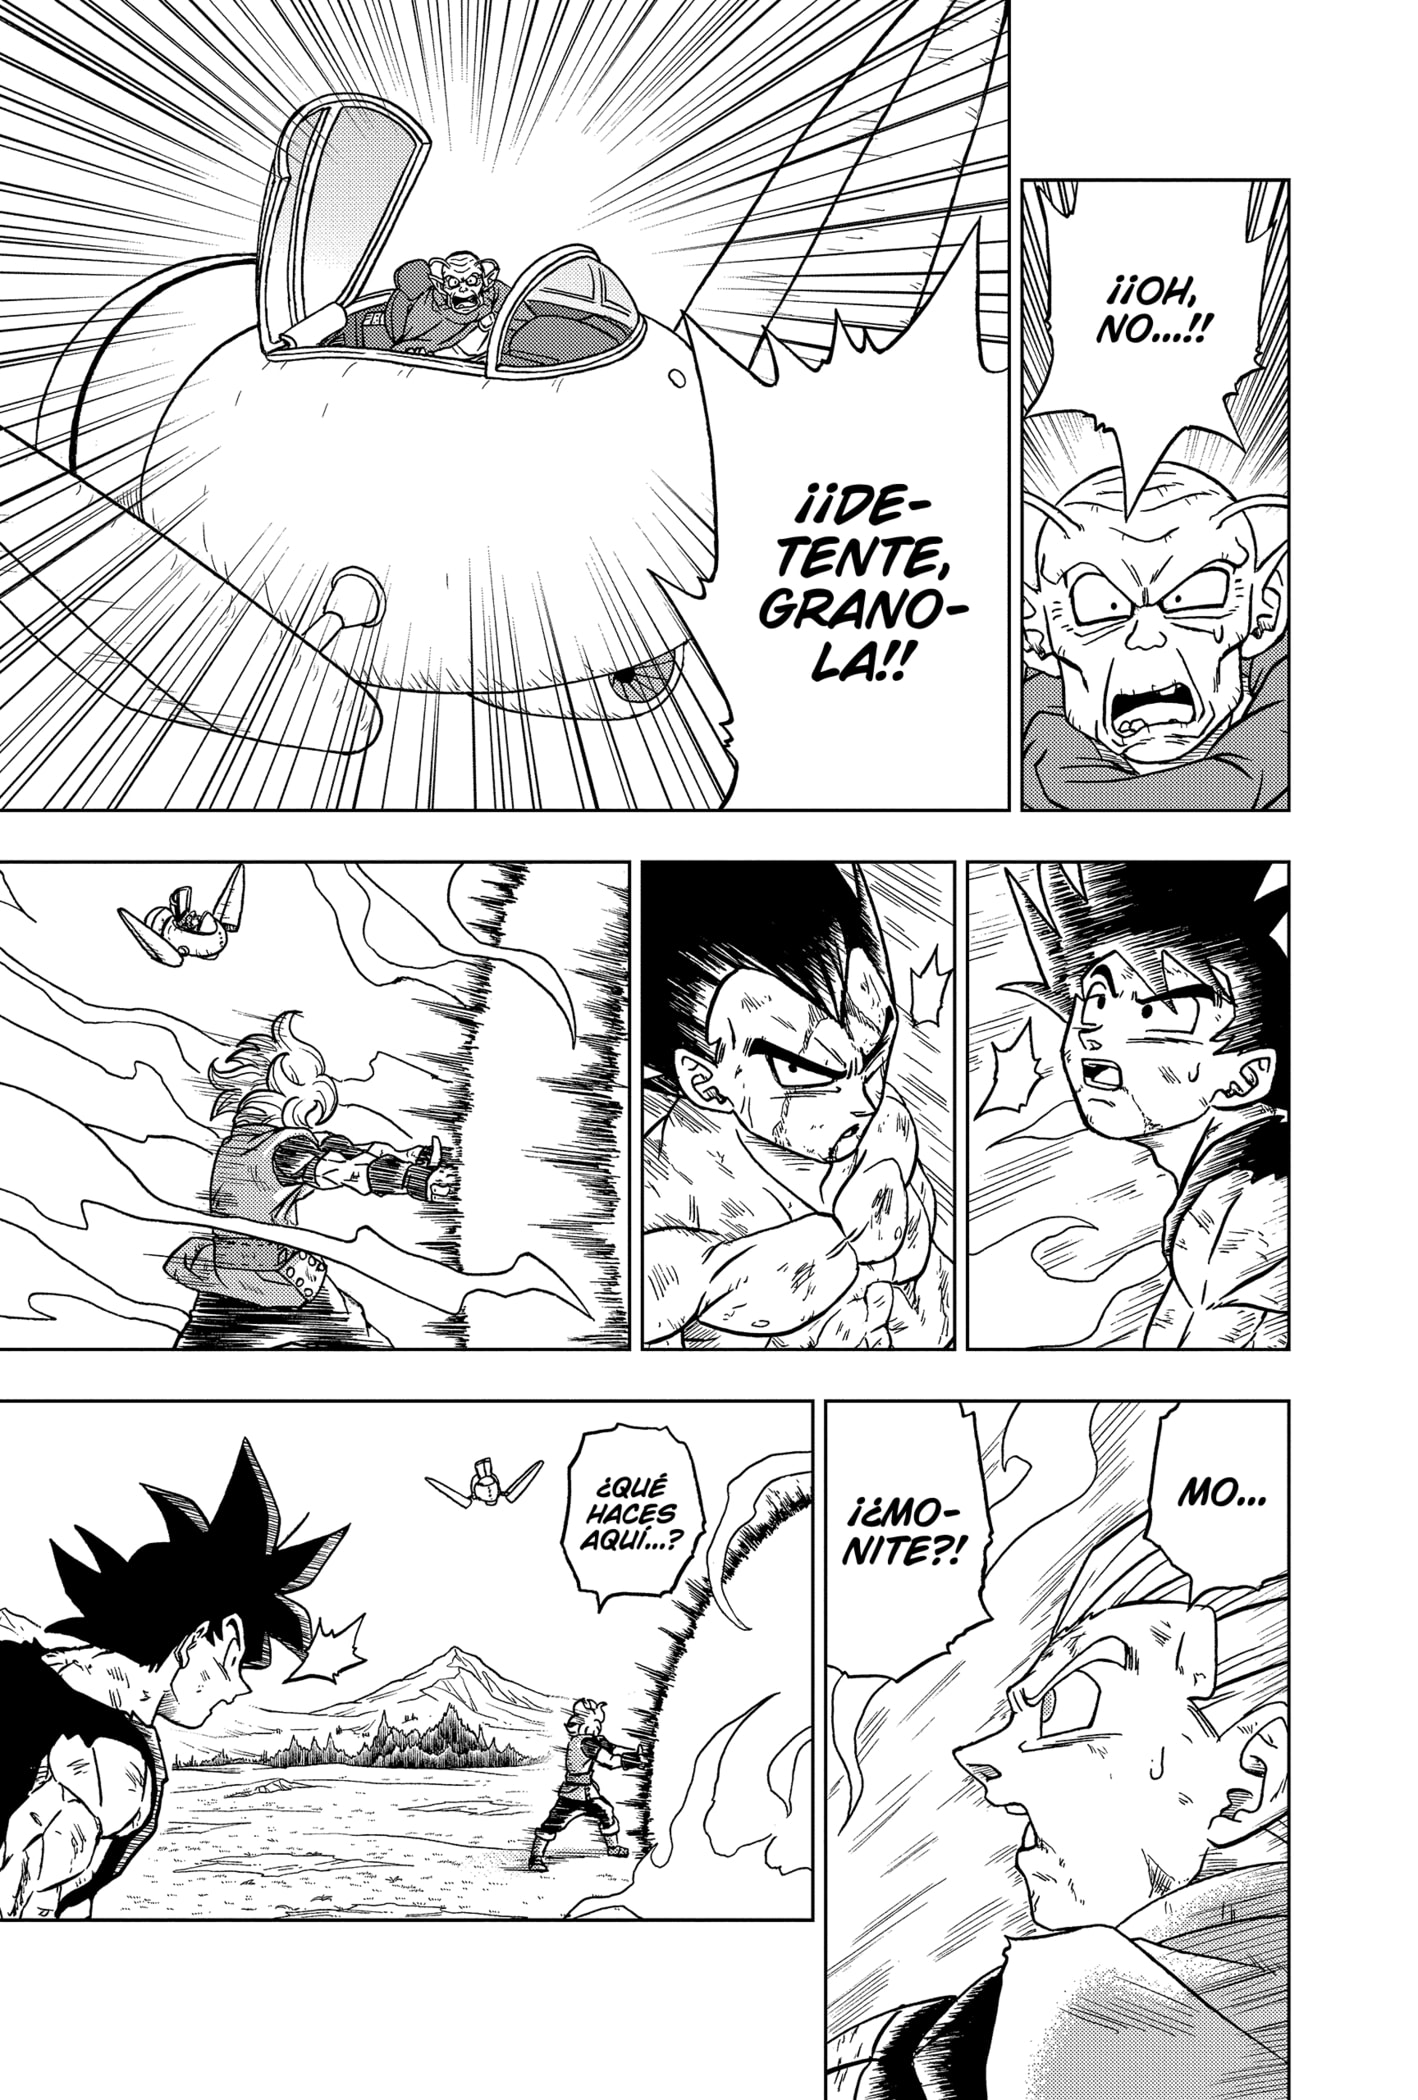 ¡¡OH,
NO...!!
¡¡DE-
TENTE,
GRANO-
LA!!
MO...
¡¿MO-
NITE?!
¿QUÉ
HACES
AQUÍ...?